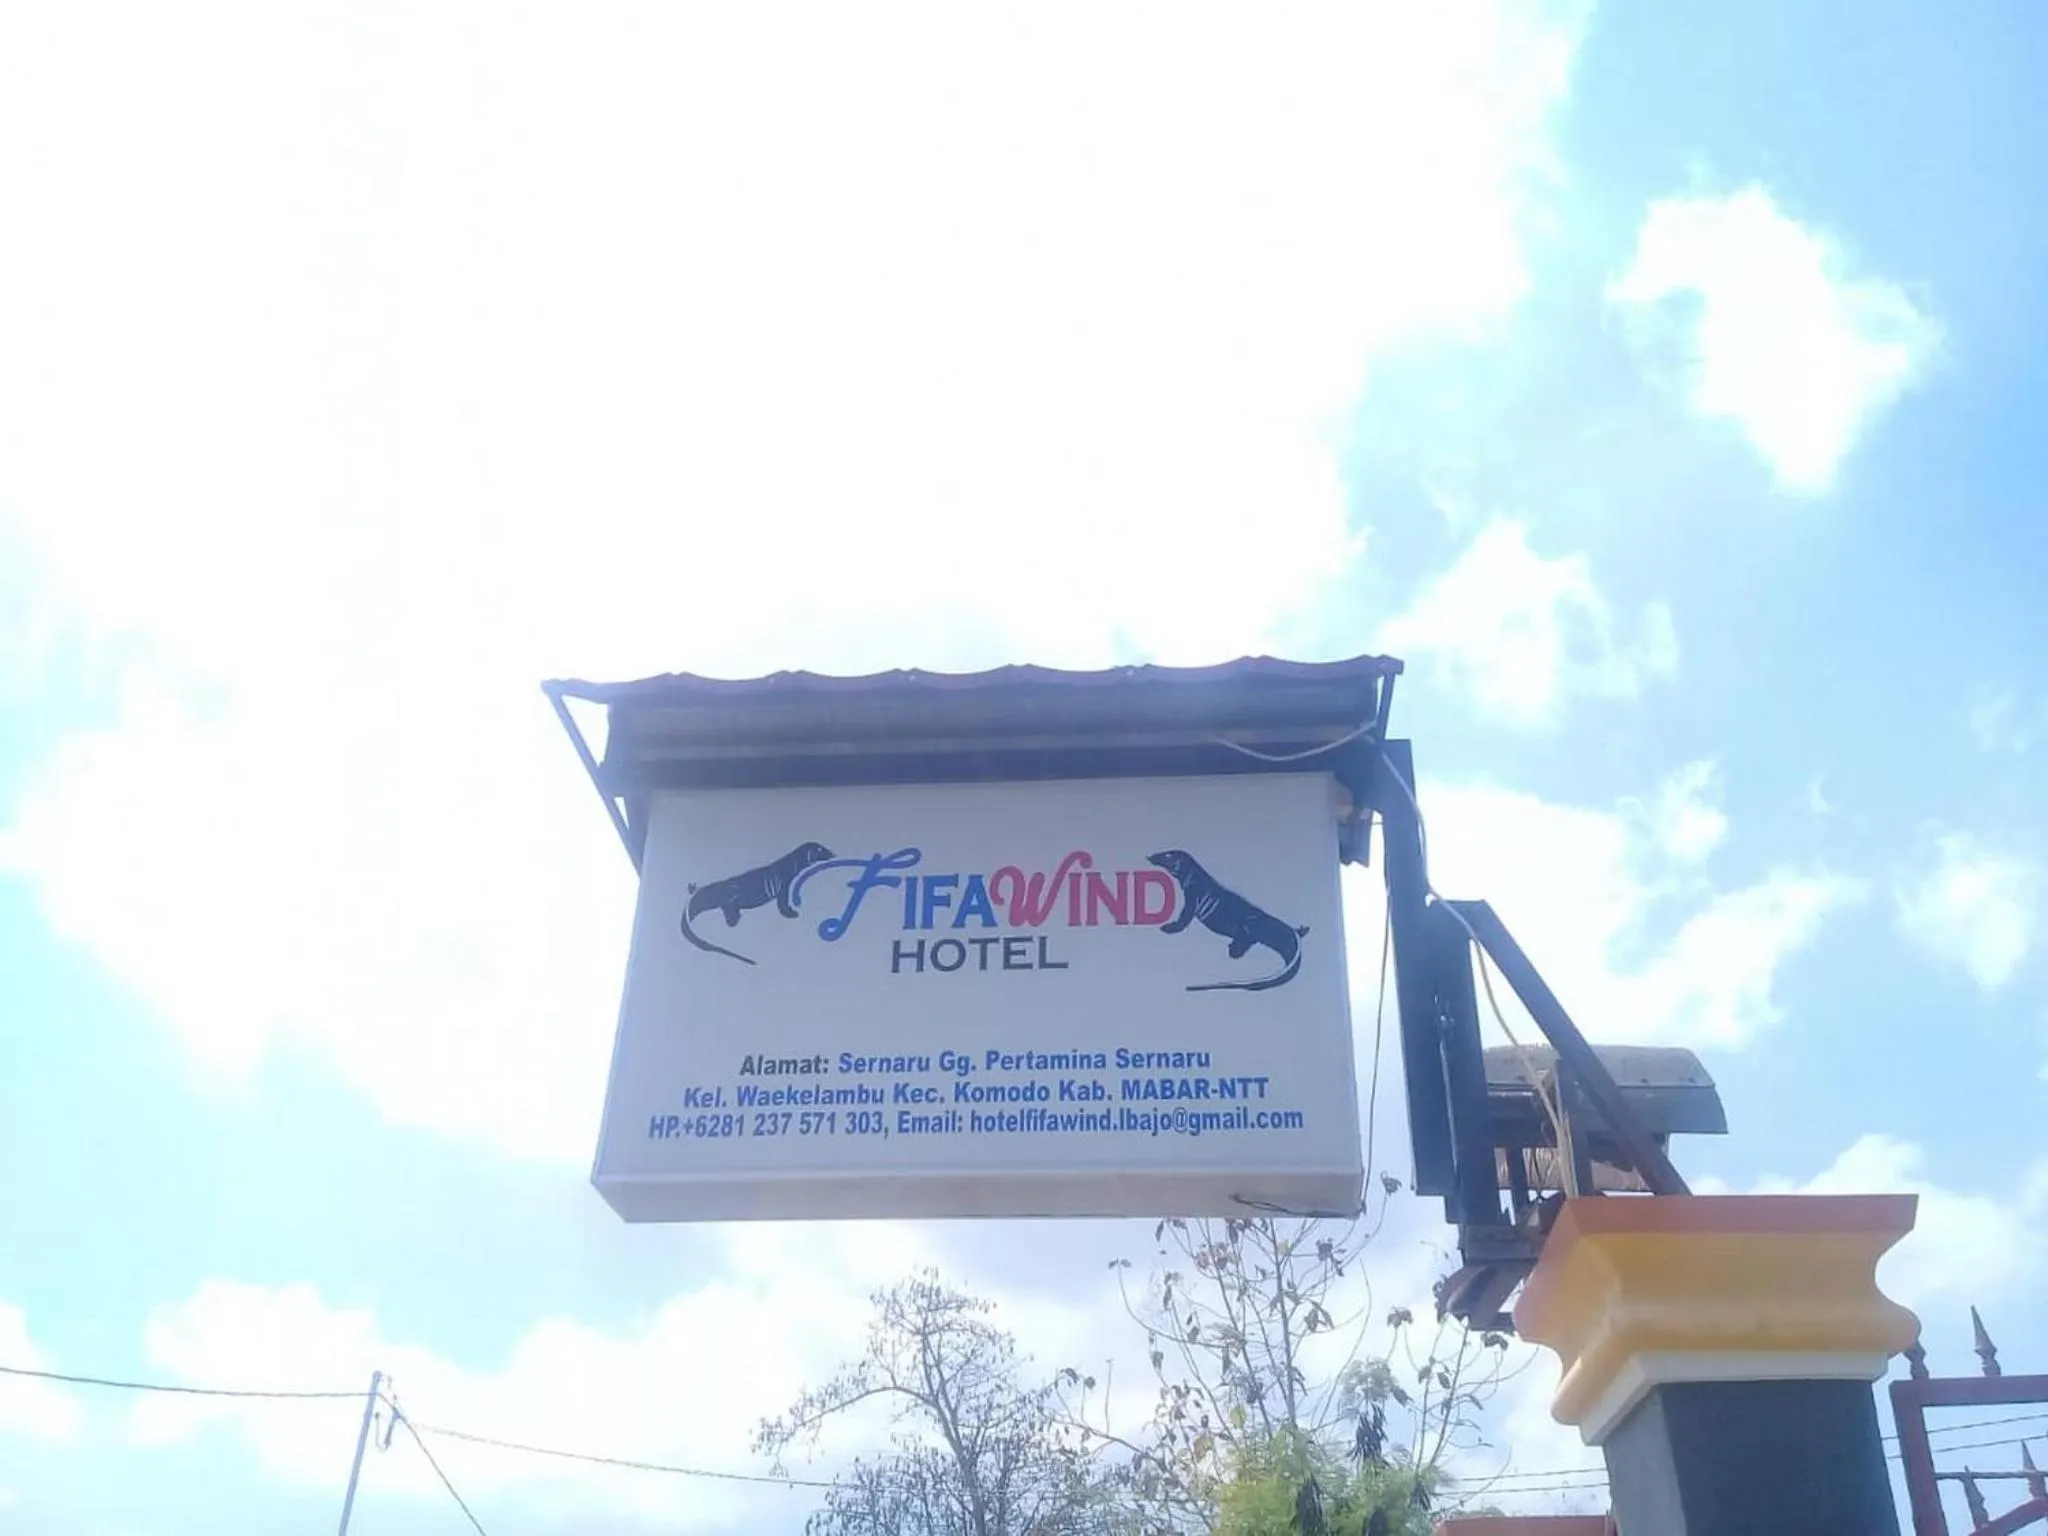 FIFAWIND
HOTEL
Alamat: Sernaru Gg. Pertamina Sernaru
Kel. Waekelambu Kec. Komodo Kab. MABAR-NTT
HP.+6281 237 571 303, Email: hotelfifawind.lbajo@gmail.com